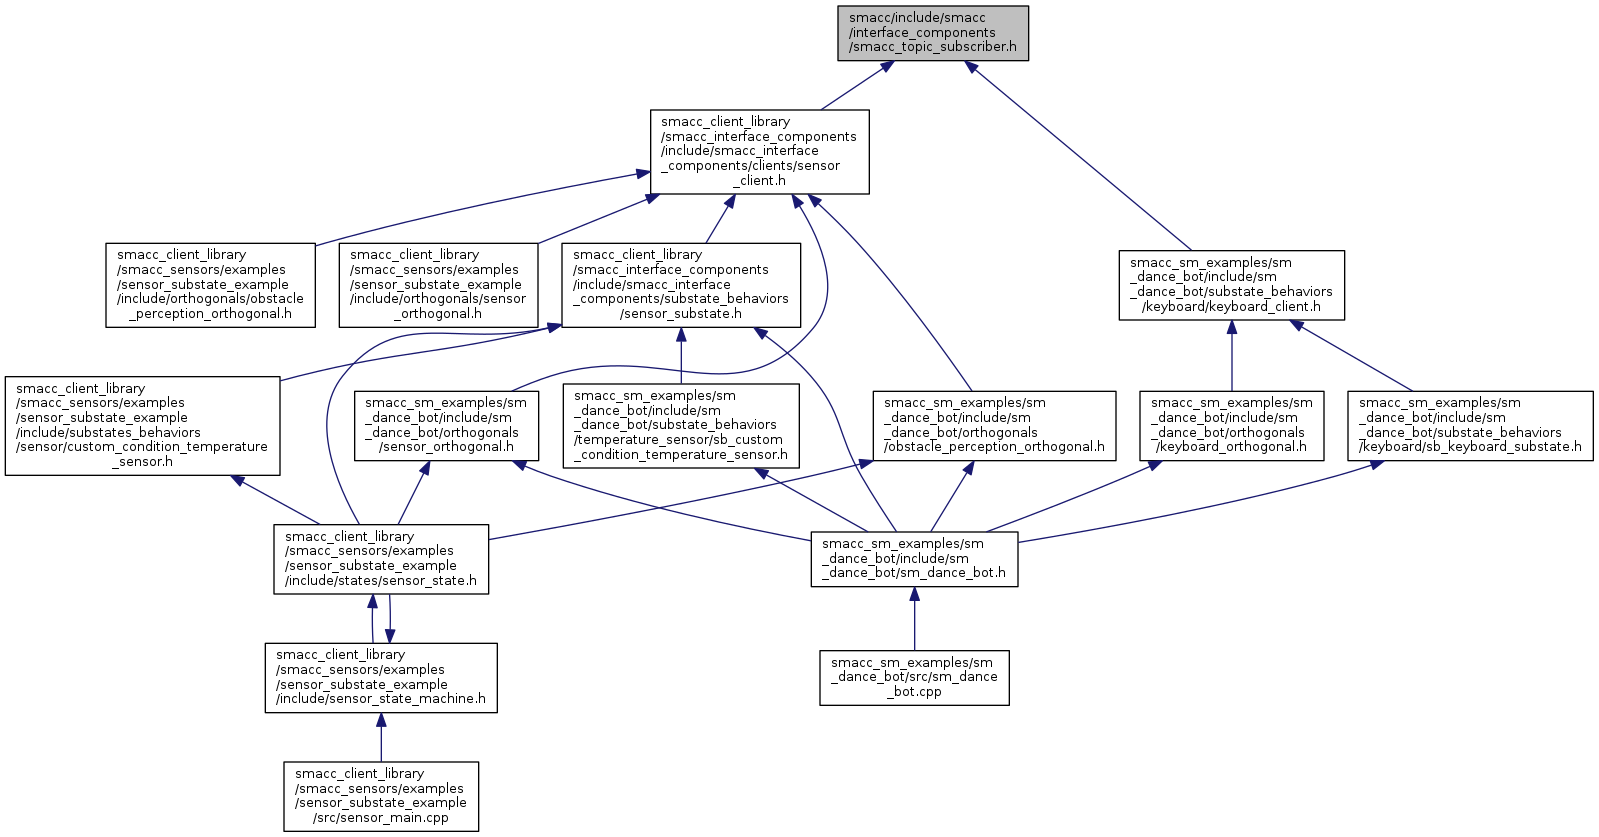 smacc/include/smacc
/interface_components
/smacc_topic_subscriber.h
smacc_client_library
/smacc_interface_components
/include/smacc_interface
_components/clients/sensor
_client.h
smacc_client_library
/smacc_sensors/examples
/sensor_substate_example
/include/orthogonals/obstacle
_perception_orthogonal.h
smacc_client_library
/smacc_sensors/examples
/sensor_substate_example
/include/orthogonals/sensor
_orthogonal.h
smacc_client_library
/smacc_interface_components
/include/smacc_interface
_components/substate_behaviors
/sensor_substate.h
smacc_sm_examples/sm
_dance_bot/include/sm
_dance_bot/substate_behaviors
/keyboard/keyboard_client.h
smacc_client_library
/smacc_sensors/examples
/sensor_substate_example
/include/substates_behaviors
/sensor/custom_condition_temperature
_sensor.h
smacc_sm_examples/sm
_dance_bot/include/sm
_dance_bot/orthogonals
/sensor_orthogonal.h
smacc_sm_examples/sm
_dance_bot/include/sm
_dance_bot/substate_behaviors
/temperature_sensor/sb_custom
_condition_temperature_sensor.h
smacc_sm_examples/sm
_dance_bot/include/sm
_dance_bot/orthogonals
/obstacle_perception_orthogonal.h
smacc_sm_examples/sm
_dance_bot/include/sm
_dance_bot/orthogonals
/keyboard_orthogonal.h
smacc_sm_examples/sm
_dance_bot/include/sm
_dance_bot/substate_behaviors
/keyboard/sb_keyboard_substate.h
smacc_client_library
/smacc_sensors/examples
/sensor_substate_example
/include/states/sensor_state.h
smacc_sm_examples/sm
_dance_bot/include/sm
_dance_bot/sm_dance_bot.h
smacc_client_library
/smacc_sensors/examples
/sensor_substate_example
/include/sensor_state_machine.h
smacc_sm_examples/sm
_dance_bot/src/sm_dance
_bot.cpp
smacc_client_library
/smacc_sensors/examples
/sensor_substate_example
/src/sensor_main.cpp